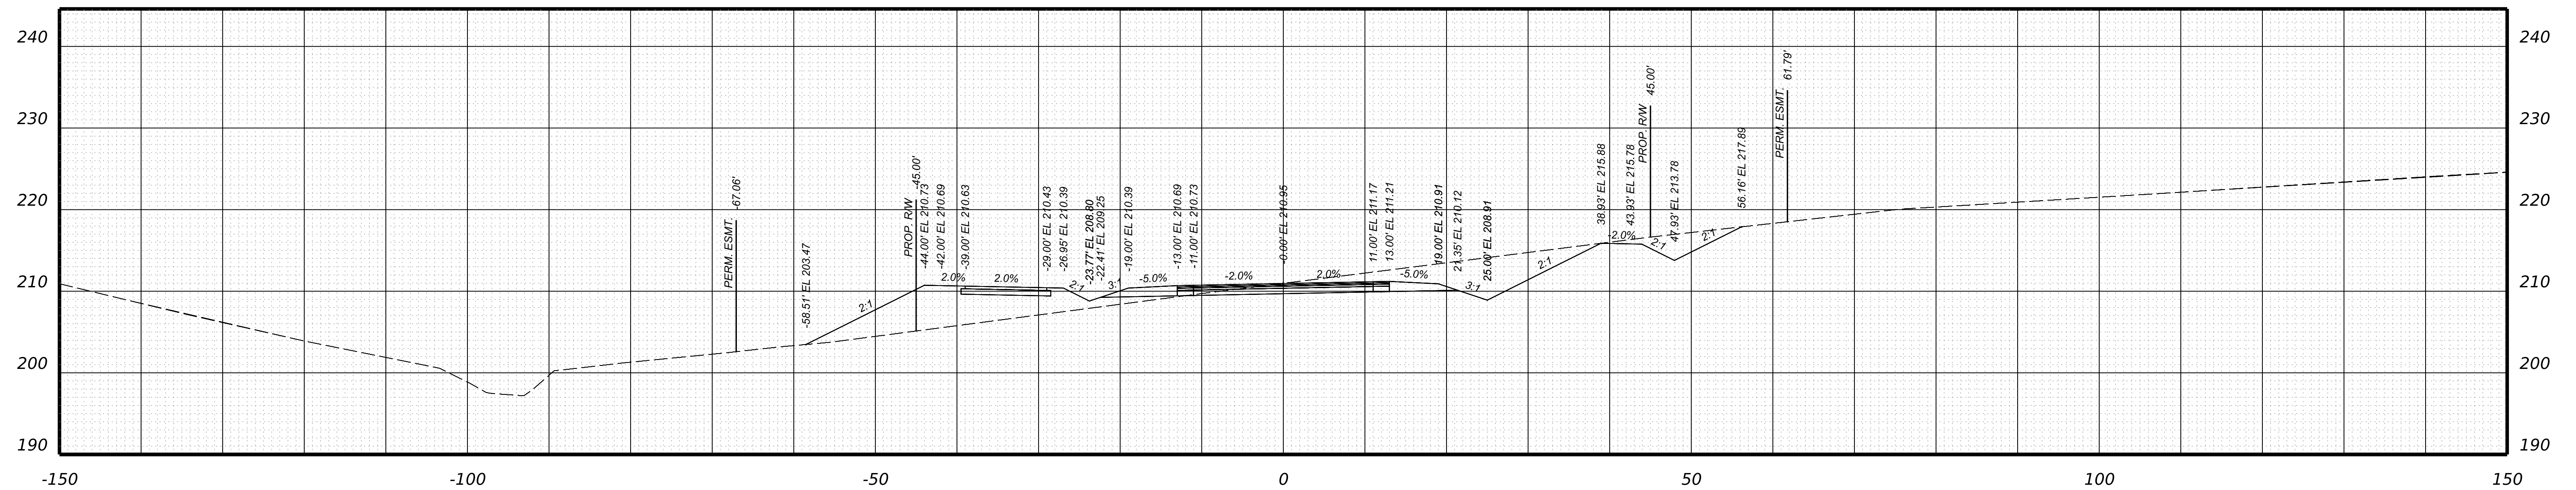 240
240
230
230
220
220
210
210
200
200
190
190
PERM. ESMT. -67.06'
-58.51' EL 203.47
PROP. R/W -45.00'
-44.00' EL 210.73
-42.00' EL 210.69
-39.00' EL 210.63
-29.00' EL 210.43
-26.95' EL 210.39
-23.77' EL 208.80
-22.41' EL 209.25
-19.00' EL 210.39
-13.00' EL 210.69
-11.00' EL 210.73
-0.00' EL 210.95
11.00' EL 211.17
13.00' EL 211.21
19.00' EL 210.91
21.35' EL 210.12
25.00' EL 208.91
38.93' EL 215.88
43.93' EL 215.78
PROP. R/W 45.00'
47.93' EL 213.78
56.16' EL 217.89
PERM. ESMT. 61.79'
2:1
2.0%
2.0%
2:1
3:1
-5.0%
-2.0%
2.0%
-5.0%
3:1
2:1
-2.0%
2:1
2:1
-150
-100
-50
0
50
100
150